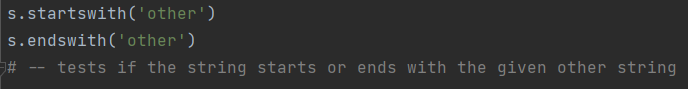 s.startswith('other')
s.endswith('other')
# -- tests if the string starts or ends with the given other string